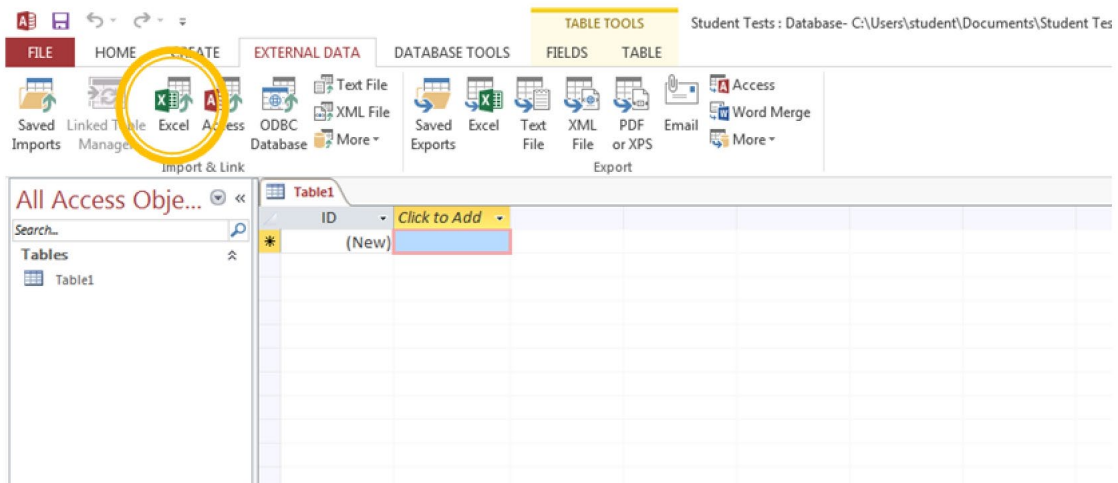 TABLE TOOLS Student Tests : Database- C:\Users\student\Documents\Student Tes
FILE HOME CREATE EXTERNAL DATA DATABASE TOOLS FIELDS TABLE
Saved Imports
Linked Table Manager
Excel
Access
ODBC Database
Text File
XML File
More
Import & Link
Saved Exports
Excel
Text File
XML File
PDF or XPS
Email
Access
Word Merge
More
Export
All Access Obje...
Search...
Tables
Table1
Table1
ID Click to Add
(New)